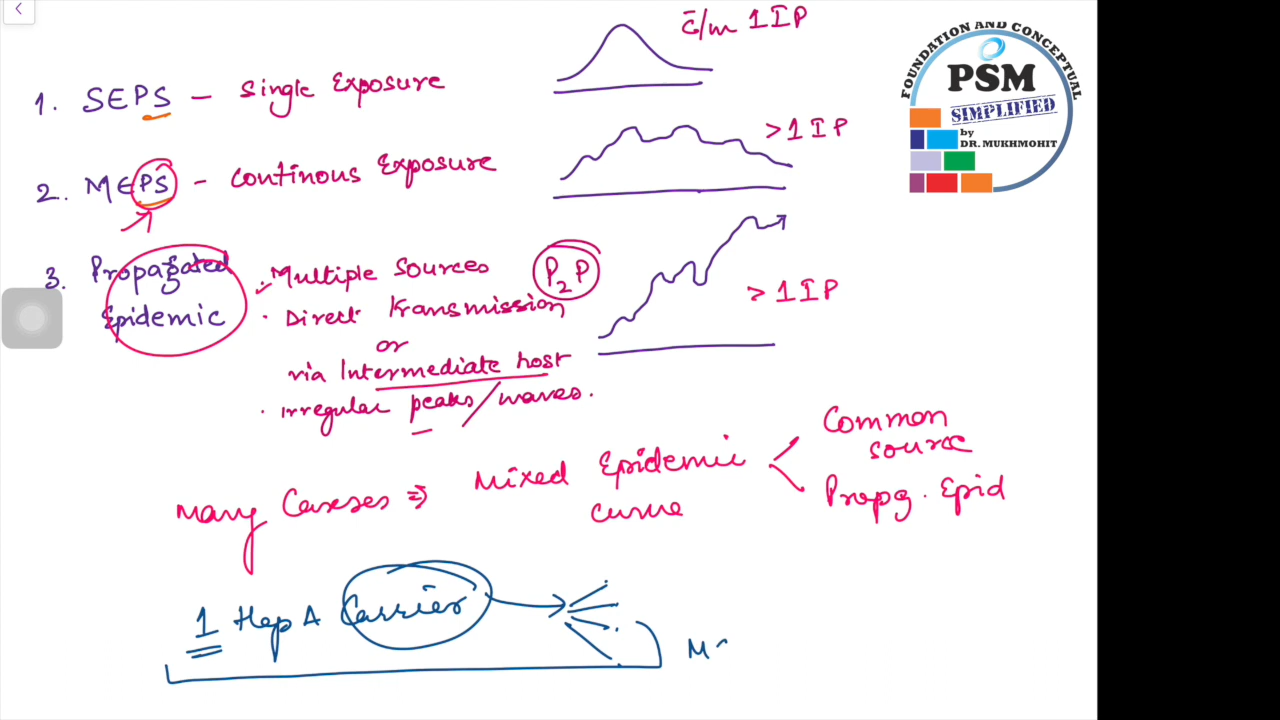 c̄/m 1 IP
1. SEPS - Single Exposure
>1 IP
2. MEPS - Continous Exposure
3. Propagated Epidemic
. Multiple Sources P2P
. Direct transmission
or
via Intermediate host
. irregular peaks/waves.
>1 IP
Many Caseses ⇒ Mixed Epidemic curve
Common source
Propg. Epid
1 Hep A Carrier →
FOUNDATION AND CONCEPTUAL
PSM
SIMPLIFIED
by
DR. MUKHMOHIT